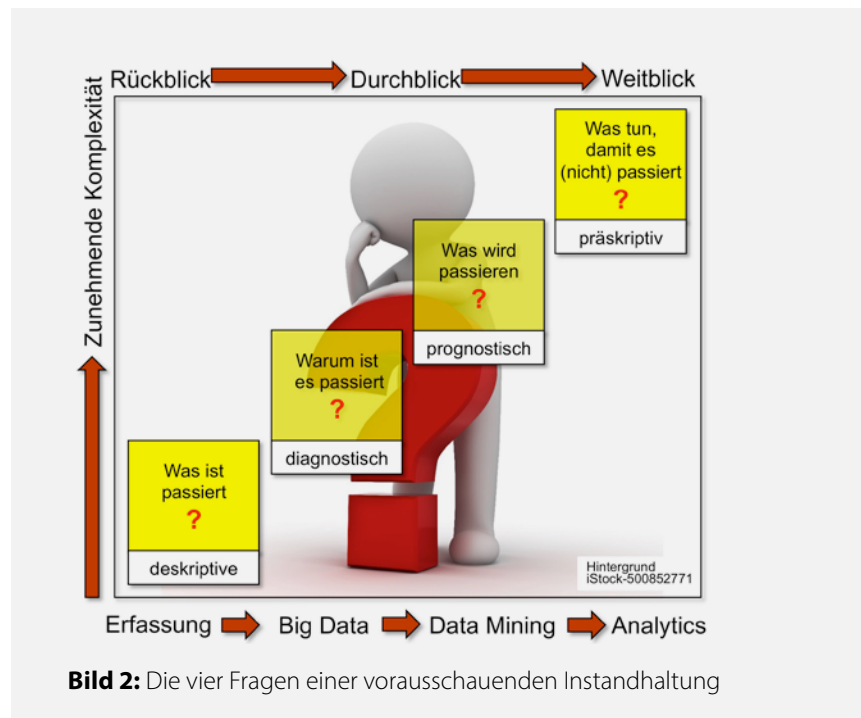 Rückblick Durchblick Weitblick
Zunehmende Komplexität
Was tun,
damit es
(nicht) passiert
?
präskriptiv
Was wird
passieren
?
prognostisch
Warum ist
es passiert
?
diagnostisch
Was ist
passiert
?
deskriptive
Hintergrund
iStock-500852771
Erfassung Big Data Data Mining Analytics
Bild 2: Die vier Fragen einer vorausschauenden Instandhaltung